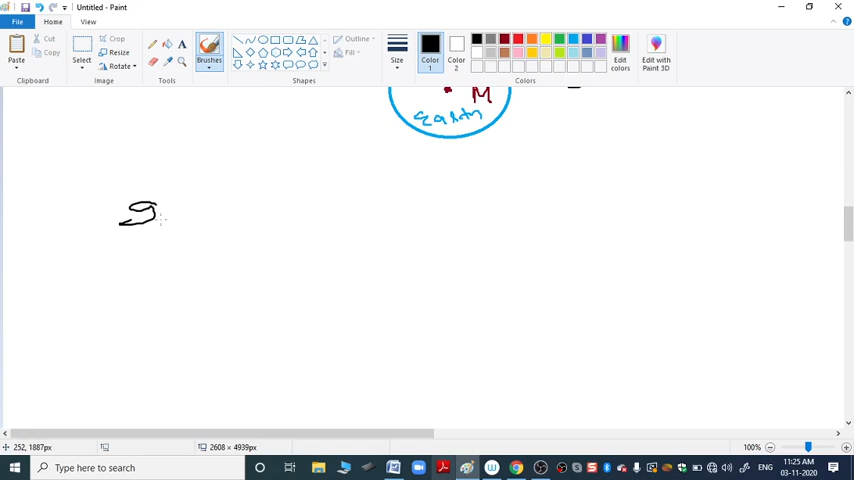 Untitled - Paint
File
Home
View
Paste
Cut
Copy
Clipboard
Select
Crop
Resize
Rotate
Image
A
Tools
Brushes
Outline
Fill
Shapes
Size
Color 1
Color 2
Edit colors
Colors
Edit with Paint 3D
M
Earth
g
252, 1887px
2608 × 4939px
100%
Type here to search
ENG
11:25 AM
03-11-2020